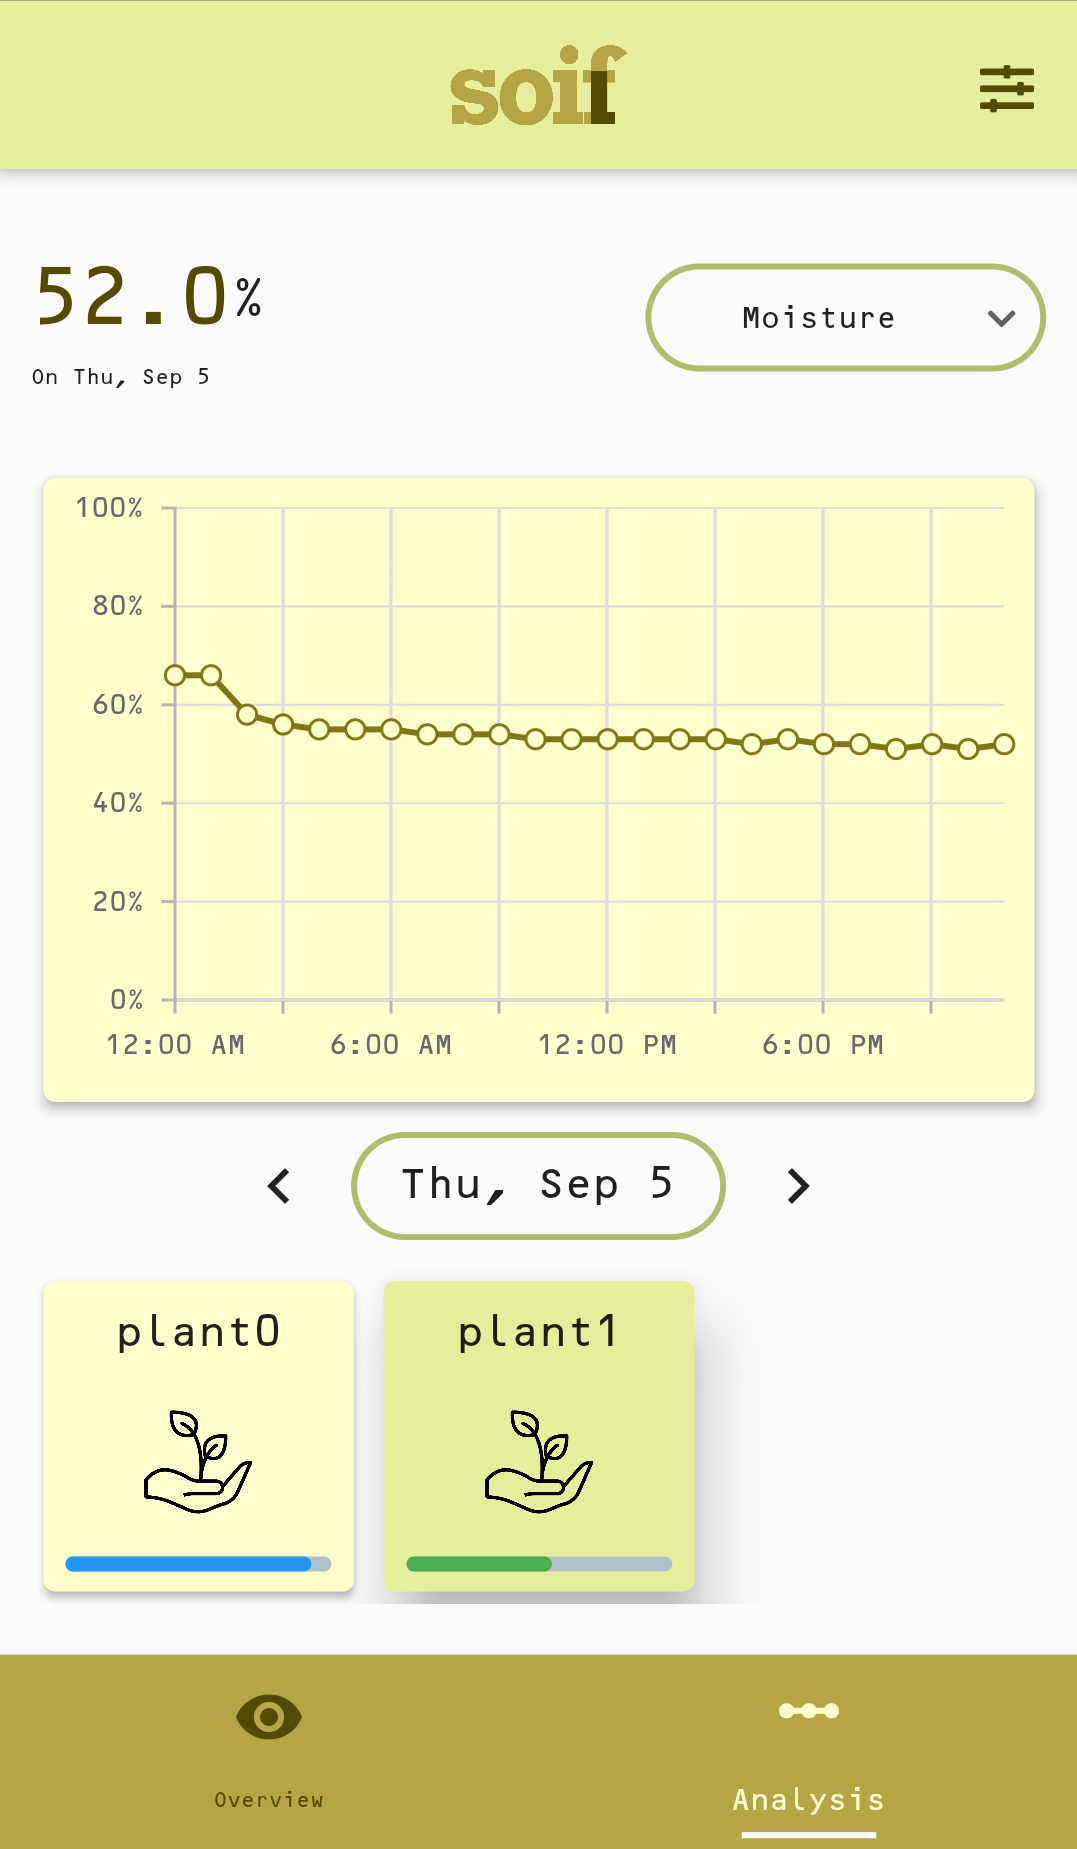 soif
52.0%
Moisture
On Thu, Sep 5
100%
80%
60%
40%
20%
0%
12:00 AM 6:00 AM 12:00 PM 6:00 PM
Thu, Sep 5
plant0 plant1
Overview Analysis